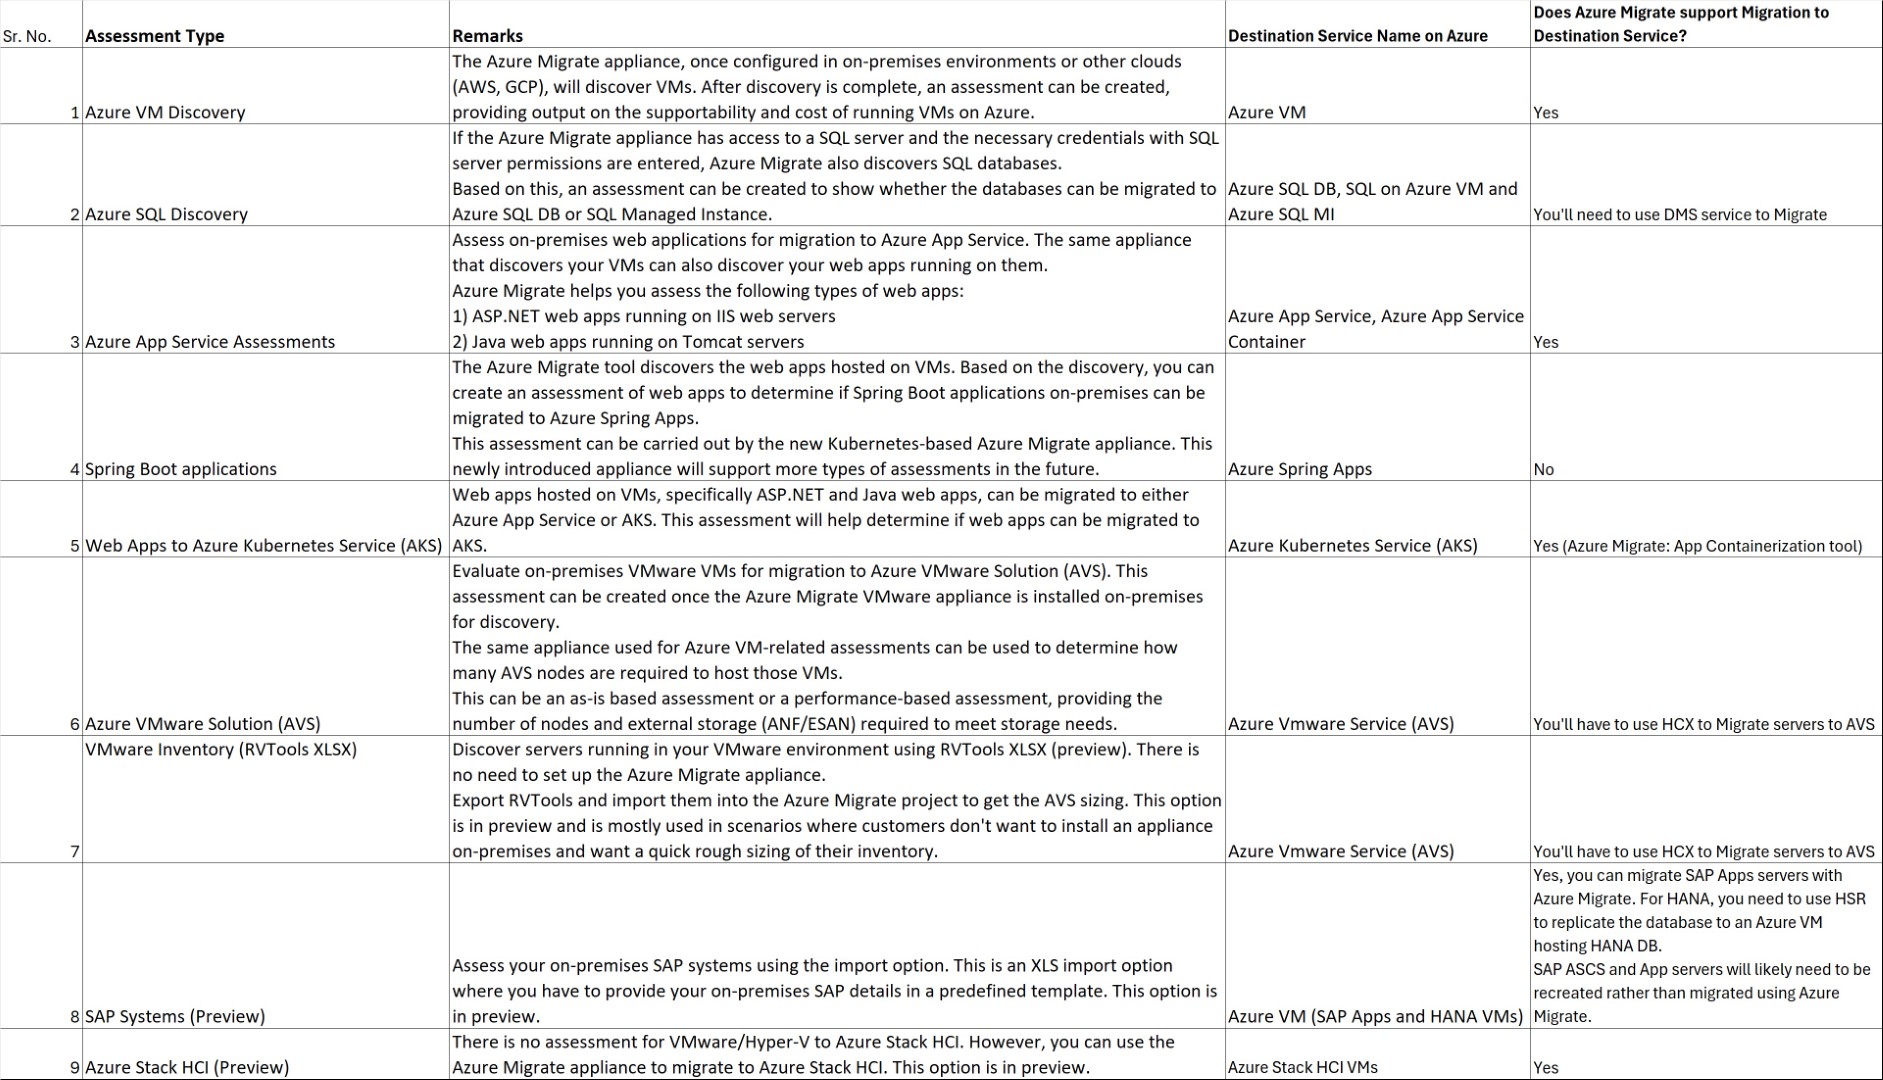 Sr. No.
Assessment Type
Remarks
Destination Service Name on Azure
Does Azure Migrate support Migration to
Destination Service?
1
Azure VM Discovery
The Azure Migrate appliance, once configured in on-premises environments or other clouds
(AWS, GCP), will discover VMs. After discovery is complete, an assessment can be created,
providing output on the supportability and cost of running VMs on Azure.
Azure VM
Yes
2
Azure SQL Discovery
If the Azure Migrate appliance has access to a SQL server and the necessary credentials with SQL
server permissions are entered, Azure Migrate also discovers SQL databases.
Based on this, an assessment can be created to show whether the databases can be migrated to
Azure SQL DB or SQL Managed Instance.
Azure SQL DB, SQL on Azure VM and
Azure SQL MI
You'll need to use DMS service to Migrate
3
Azure App Service Assessments
Assess on-premises web applications for migration to Azure App Service. The same appliance
that discovers your VMs can also discover your web apps running on them.
Azure Migrate helps you assess the following types of web apps:
1) ASP.NET web apps running on IIS web servers
2) Java web apps running on Tomcat servers
Azure App Service, Azure App Service
Container
Yes
4
Spring Boot applications
The Azure Migrate tool discovers the web apps hosted on VMs. Based on the discovery, you can
create an assessment of web apps to determine if Spring Boot applications on-premises can be
migrated to Azure Spring Apps.
This assessment can be carried out by the new Kubernetes-based Azure Migrate appliance. This
newly introduced appliance will support more types of assessments in the future.
Azure Spring Apps
No
5
Web Apps to Azure Kubernetes Service (AKS)
Web apps hosted on VMs, specifically ASP.NET and Java web apps, can be migrated to either
Azure App Service or AKS. This assessment will help determine if web apps can be migrated to
AKS.
Azure Kubernetes Service (AKS)
Yes (Azure Migrate: App Containerization tool)
6
Azure VMware Solution (AVS)
Evaluate on-premises VMware VMs for migration to Azure VMware Solution (AVS). This
assessment can be created once the Azure Migrate VMware appliance is installed on-premises
for discovery.
The same appliance used for Azure VM-related assessments can be used to determine how
many AVS nodes are required to host those VMs.
This can be an as-is based assessment or a performance-based assessment, providing the
number of nodes and external storage (ANF/ESAN) required to meet storage needs.
Azure Vmware Service (AVS)
You'll have to use HCX to Migrate servers to AVS
7
VMware Inventory (RVTools XLSX)
Discover servers running in your VMware environment using RVTools XLSX (preview). There is
no need to set up the Azure Migrate appliance.
Export RVTools and import them into the Azure Migrate project to get the AVS sizing. This option
is in preview and is mostly used in scenarios where customers don't want to install an appliance
on-premises and want a quick rough sizing of their inventory.
Azure Vmware Service (AVS)
You'll have to use HCX to Migrate servers to AVS
8
SAP Systems (Preview)
Assess your on-premises SAP systems using the import option. This is an XLS import option
where you have to provide your on-premises SAP details in a predefined template. This option is
in preview.
Azure VM (SAP Apps and HANA VMs)
Yes, you can migrate SAP Apps servers with
Azure Migrate. For HANA, you need to use HSR
to replicate the database to an Azure VM
hosting HANA DB.
SAP ASCS and App servers will likely need to be
recreated rather than migrated using Azure
Migrate.
9
Azure Stack HCI (Preview)
There is no assessment for VMware/Hyper-V to Azure Stack HCI. However, you can use the
Azure Migrate appliance to migrate to Azure Stack HCI. This option is in preview.
Azure Stack HCI VMs
Yes